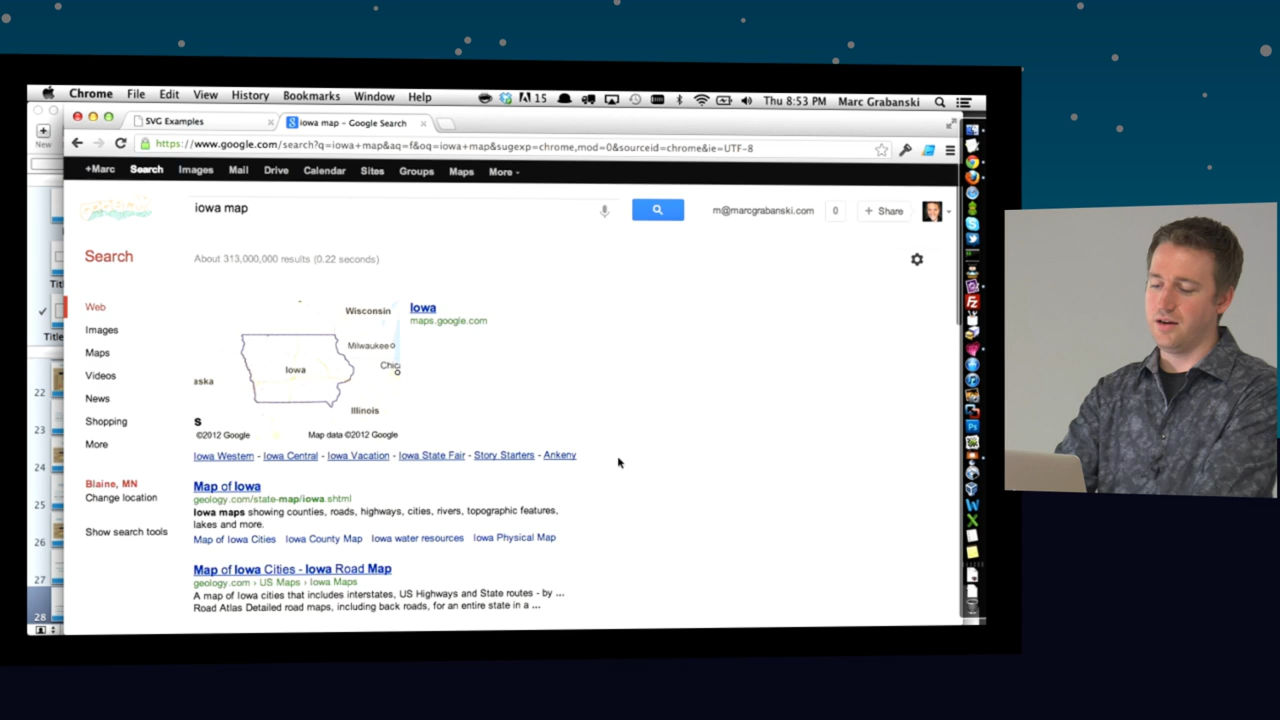 Chrome File Edit View History Bookmarks Window Help 15 Thu 8:53 PM Marc Grabanski
SVG Examples
iowa map - Google Search
New
https://www.google.com/search?q=iowa+map&aq=f&oq=iowa+map&sugexp=chrome,mod=0&sourceid=chrome&ie=UTF-8
+Marc Search Images Mail Drive Calendar Sites Groups Maps More
iowa map
m@marcgrabanski.com 0 + Share
Search
About 313,000,000 results (0.22 seconds)
Web
Images
Maps
Videos
News
Shopping
More
Blaine, MN
Change location
Show search tools
Wisconsin
Milwaukee
Chic
Iowa
aska
Illinois
S
©2012 Google Map data ©2012 Google
Iowa
maps.google.com
Iowa Western - Iowa Central - Iowa Vacation - Iowa State Fair - Story Starters - Ankeny
Map of Iowa
geology.com/state-map/iowa.shtml
Iowa maps showing counties, roads, highways, cities, rivers, topographic features,
lakes and more.
Map of Iowa Cities Iowa County Map Iowa water resources Iowa Physical Map
Map of Iowa Cities - Iowa Road Map
geology.com › US Maps › Iowa Maps
A map of Iowa cities that includes interstates, US Highways and State routes - by ...
Road Atlas Detailed road maps, including back roads, for an entire state in a ...
Titl
Title
22
23
24
25
26
27
28
Ps